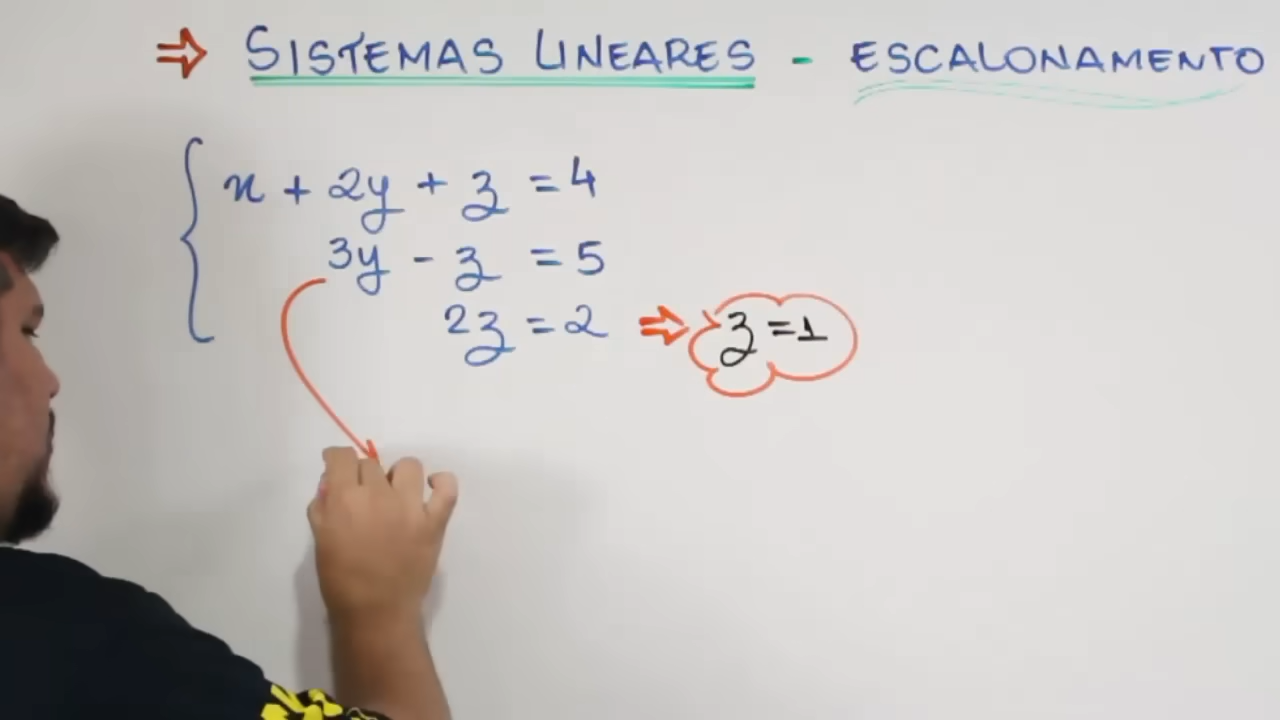 ⇒ SISTEMAS LINEARES - ESCALONAMENTO
x + 2y + z = 4
3y - z = 5
2z = 2 ⇒ z = 1